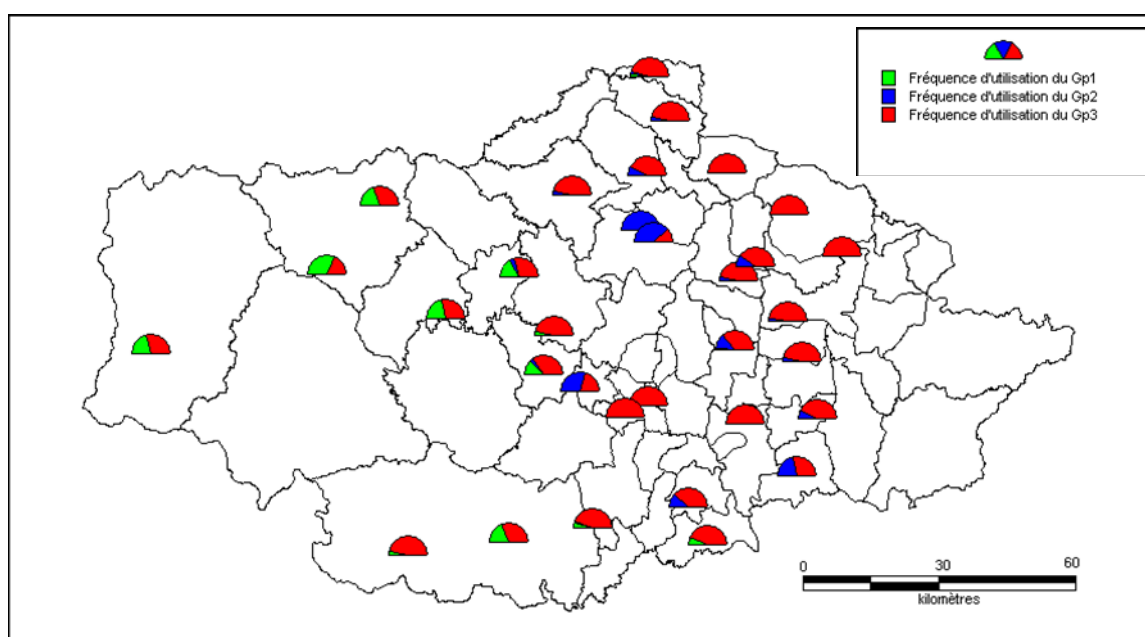 Fréquence d'utilisation du Gp1
Fréquence d'utilisation du Gp2
Fréquence d'utilisation du Gp3
0 30 60
kilomètres